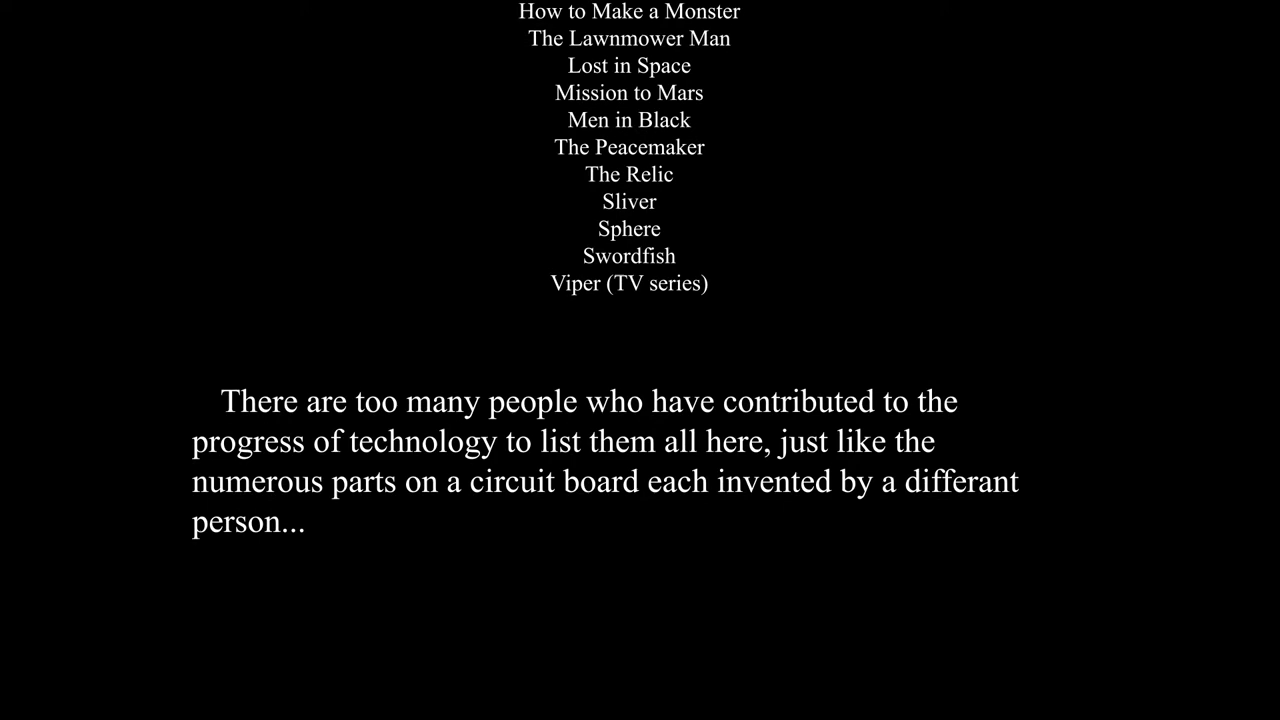 How to Make a Monster
The Lawnmower Man
Lost in Space
Mission to Mars
Men in Black
The Peacemaker
The Relic
Sliver
Sphere
Swordfish
Viper (TV series)
There are too many people who have contributed to the
progress of technology to list them all here, just like the
numerous parts on a circuit board each invented by a differant
person...